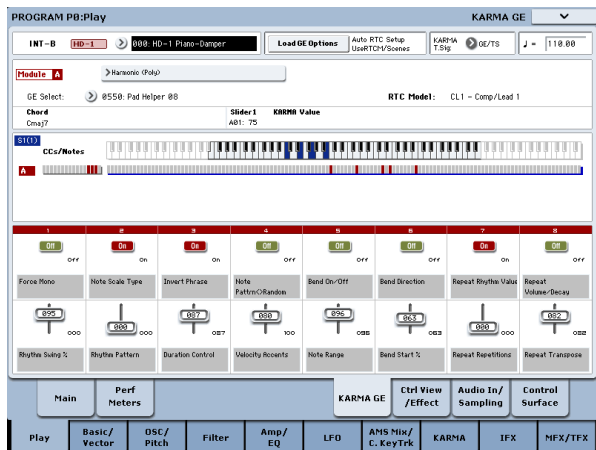 PROGRAM P0:Play KARMA GE
INT-B HD-1 000: HD-1 Piano-Damper Load GE Options Auto RTC Setup UseRTCM/Scenes KARMA T.Sig: GE/TS ♩ = 110.00
Module A Harmonic (Poly)
GE Select: 0550: Pad Helper 08 RTC Model: CL1 - Comp/Lead 1
Chord Slider1 KARMA Value
Cmaj7 A01: 75
S1(1)
CCs/Notes
A
1 2 3 4 5 6 7 8
Off On On Off Off Off On Off
Off On On Off Off Off On Off
Force Mono Note Scale Type Invert Phrase Note Pattrn○Random Bend On/Off Bend Direction Repeat Rhythm Value Repeat Volume/Decay
095 000 087 080 096 063 000 082
000 000 087 100 096 063 000 082
Rhythm Swing % Rhythm Pattern Duration Control Velocity Accents Note Range Bend Start % Repeat Repetitions Repeat Transpose
Main Perf Meters KARMA GE Ctrl View /Effect Audio In/ Sampling Control Surface
Play Basic/ Vector OSC/ Pitch Filter Amp/ EQ LFO AMS Mix/ C. KeyTrk KARMA IFX MFX/TFX